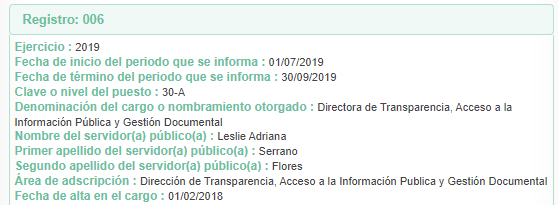 Registro: 006
Ejercicio : 2019
Fecha de inicio del periodo que se informa : 01/07/2019
Fecha de término del periodo que se informa : 30/09/2019
Clave o nivel del puesto : 30-A
Denominación del cargo o nombramiento otorgado : Directora de Transparencia, Acceso a la
Información Pública y Gestión Documental
Nombre del servidor(a) público(a) : Leslie Adriana
Primer apellido del servidor(a) público(a) : Serrano
Segundo apellido del servidor(a) público(a) : Flores
Área de adscripción : Dirección de Transparencia, Acceso a la Información Publica y Gestión Documental
Fecha de alta en el cargo : 01/02/2018